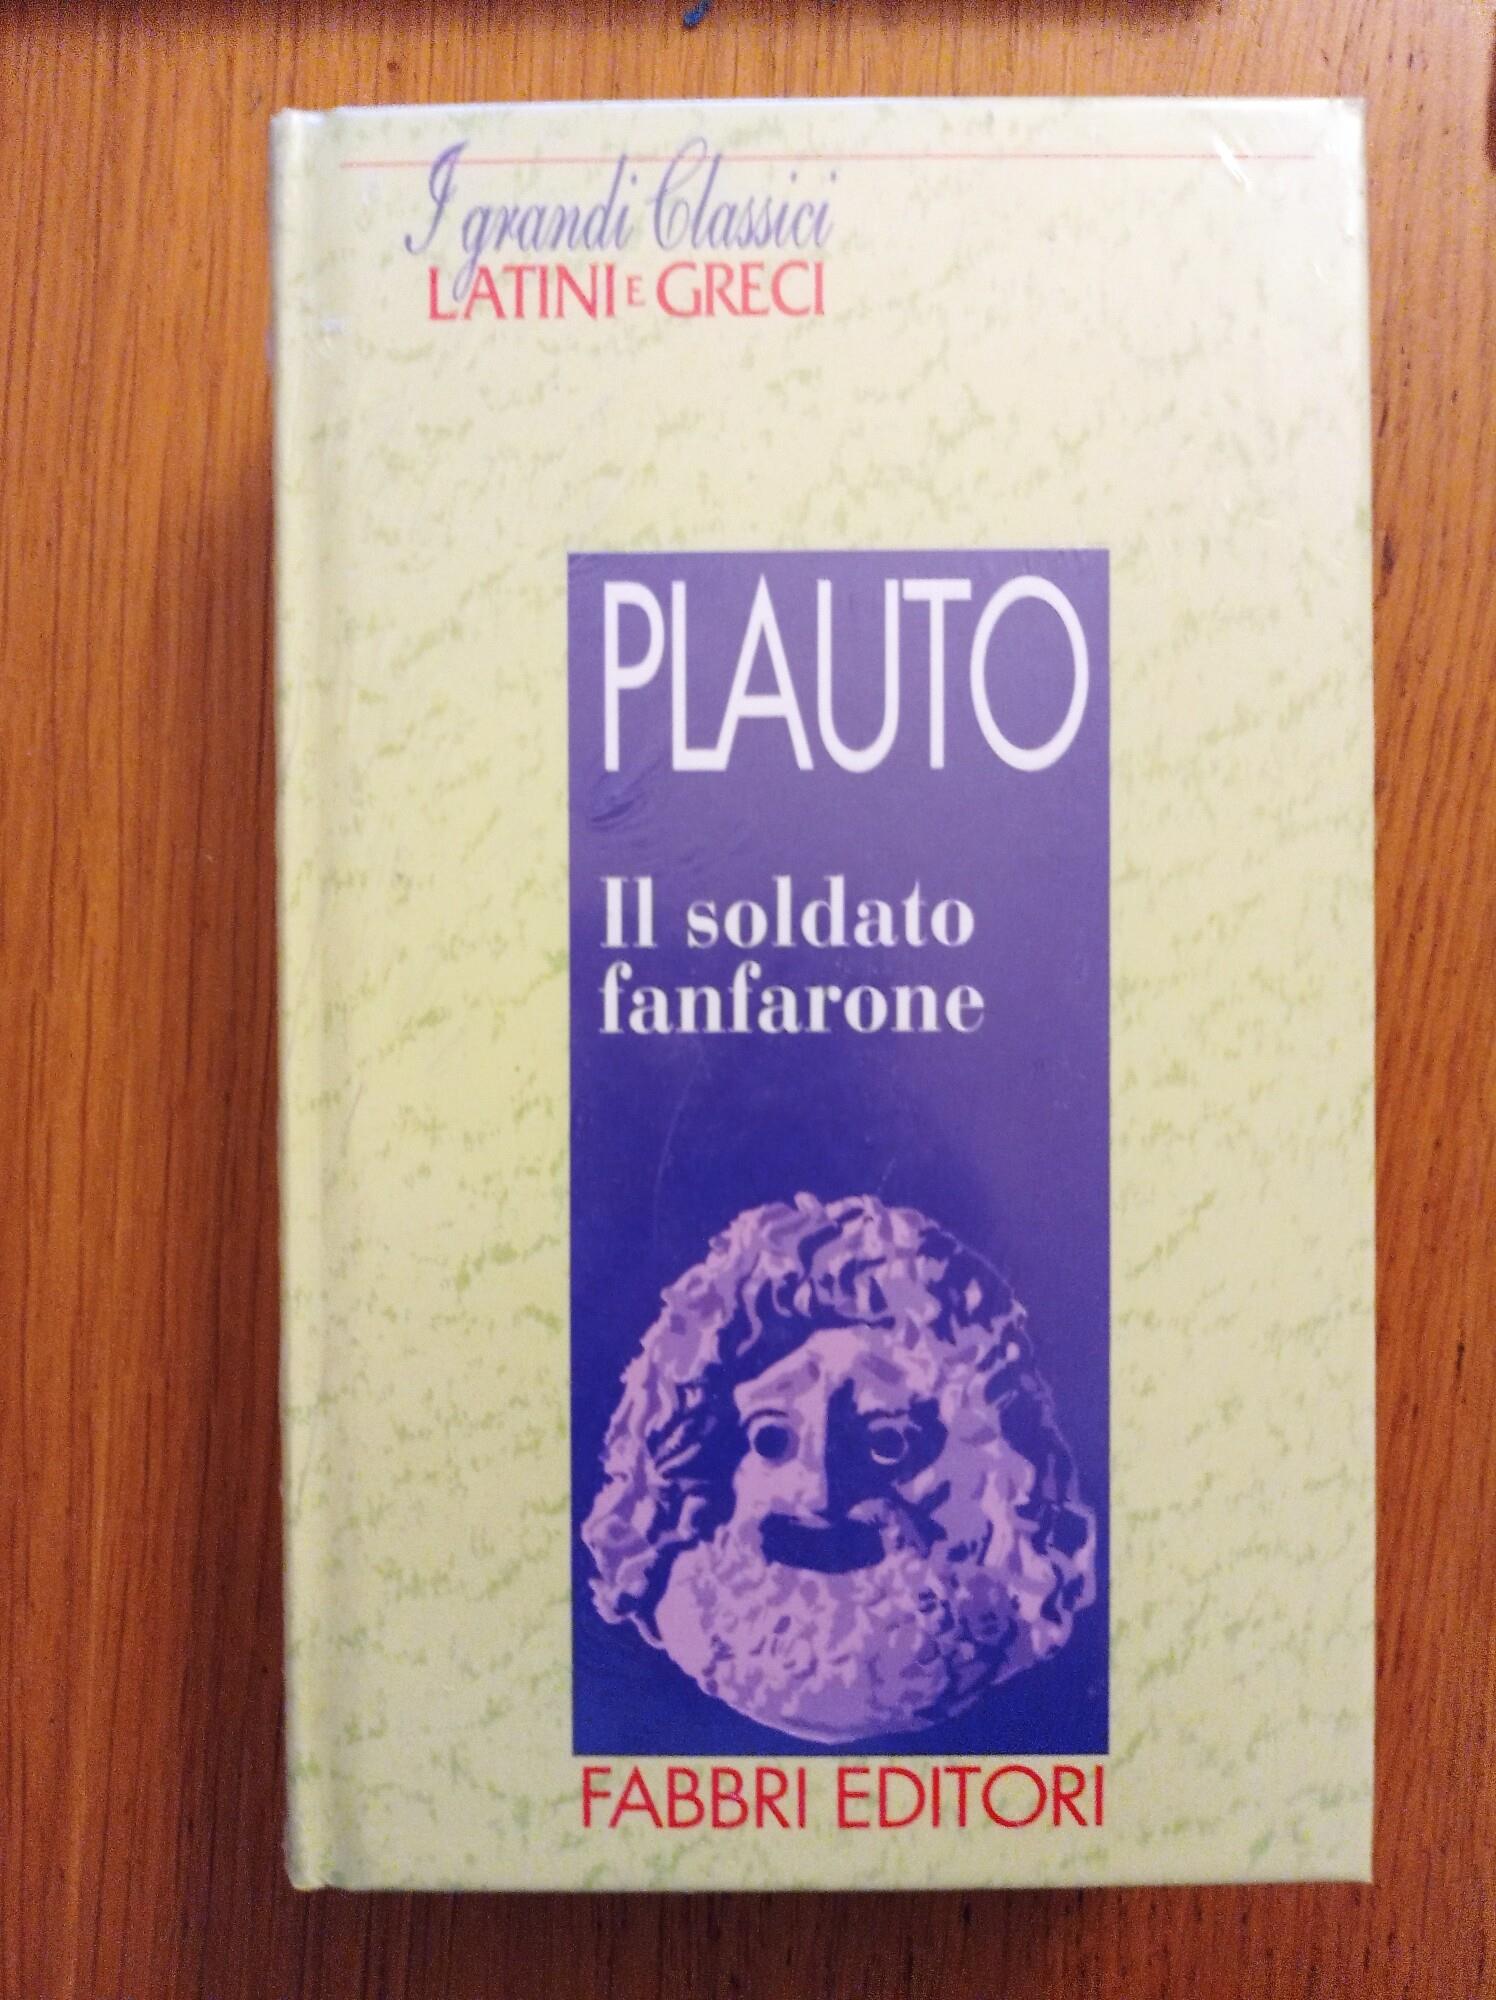 I grandi Classici
LATINI E GRECI
PLAUTO
Il soldato
fanfarone
FABBRI EDITORI